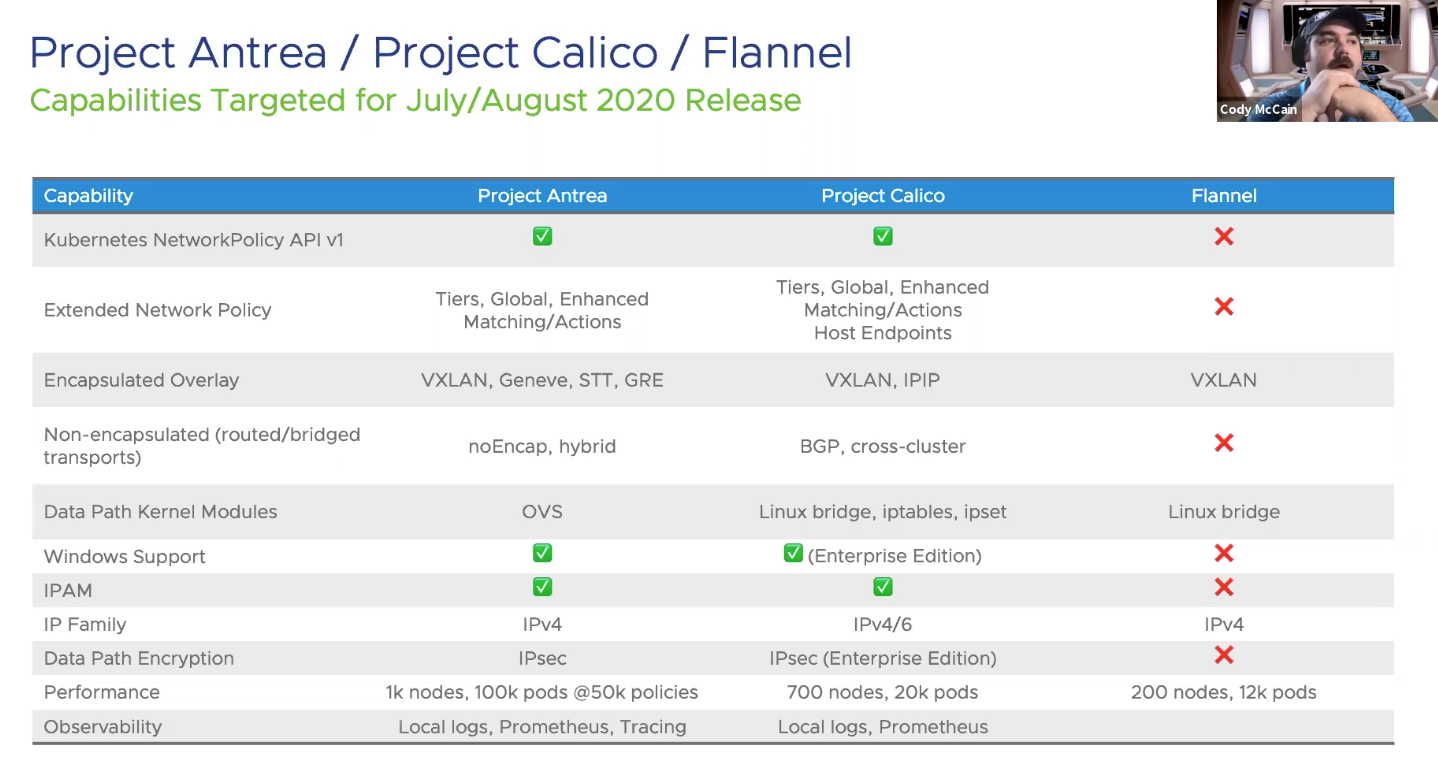 Project Antrea / Project Calico / Flannel
Capabilities Targeted for July/August 2020 Release
Cody McCain
Capability Project Antrea Project Calico Flannel
Kubernetes NetworkPolicy API v1 ✅ ✅ ❌
Extended Network Policy
Tiers, Global, Enhanced
Matching/Actions
Tiers, Global, Enhanced
Matching/Actions
Host Endpoints
❌
Encapsulated Overlay VXLAN, Geneve, STT, GRE VXLAN, IPIP VXLAN
Non-encapsulated (routed/bridged
transports)
noEncap, hybrid BGP, cross-cluster ❌
Data Path Kernel Modules OVS Linux bridge, iptables, ipset Linux bridge
Windows Support ✅ ✅ (Enterprise Edition) ❌
IPAM ✅ ✅ ❌
IP Family IPv4 IPv4/6 IPv4
Data Path Encryption IPsec IPsec (Enterprise Edition) ❌
Performance 1k nodes, 100k pods @50k policies 700 nodes, 20k pods 200 nodes, 12k pods
Observability Local logs, Prometheus, Tracing Local logs, Prometheus